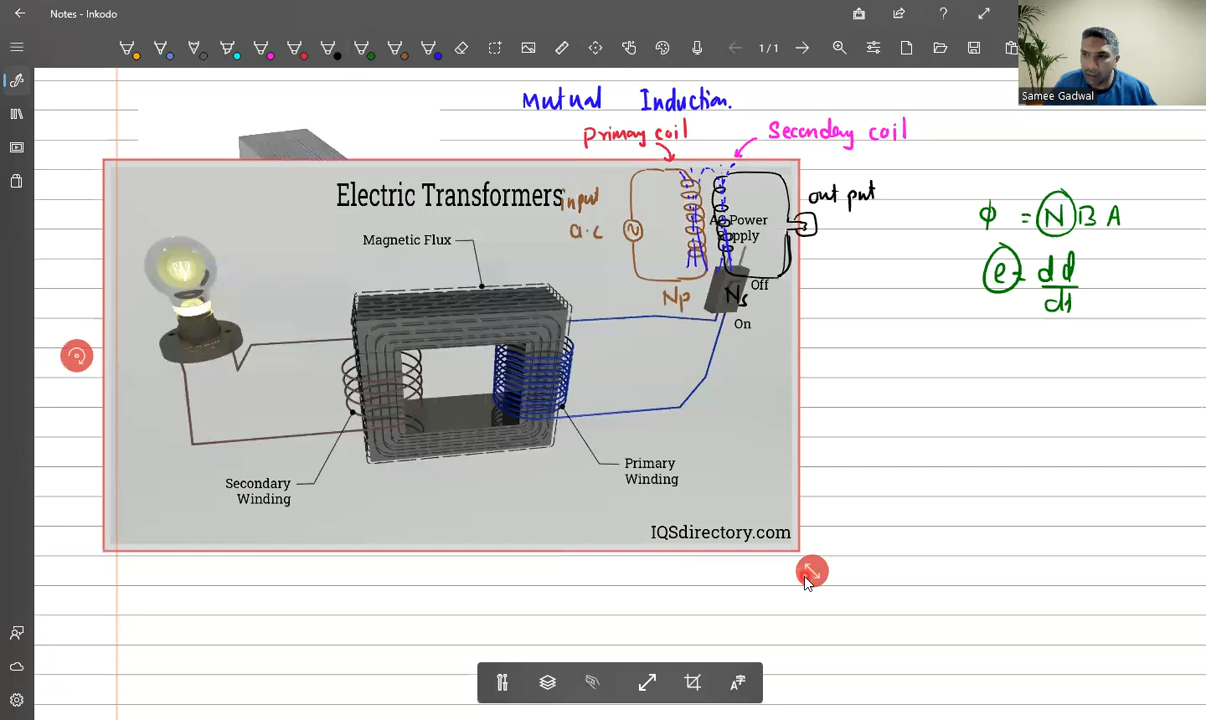 Notes - Inkodo
1/1
Samee Gadwal
Mutual Induction.
primary coil
Secondary coil
Electric Transformers
input
a.c
out put
Magnetic Flux
AC Power
Supply
Off
On
Np
Ns
ϕ = N B A
e = dϕ
dt
Secondary
Winding
Primary
Winding
IQSdirectory.com